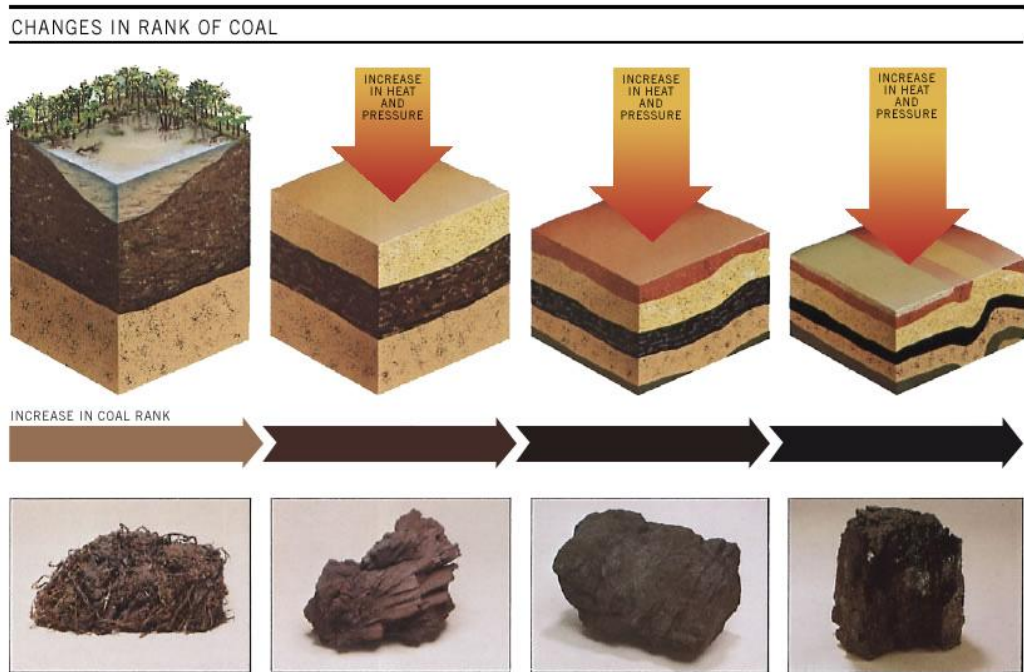 CHANGES IN RANK OF COAL
INCREASE
IN HEAT
AND
PRESSURE
INCREASE
IN HEAT
AND
PRESSURE
INCREASE
IN HEAT
AND
PRESSURE
INCREASE IN COAL RANK